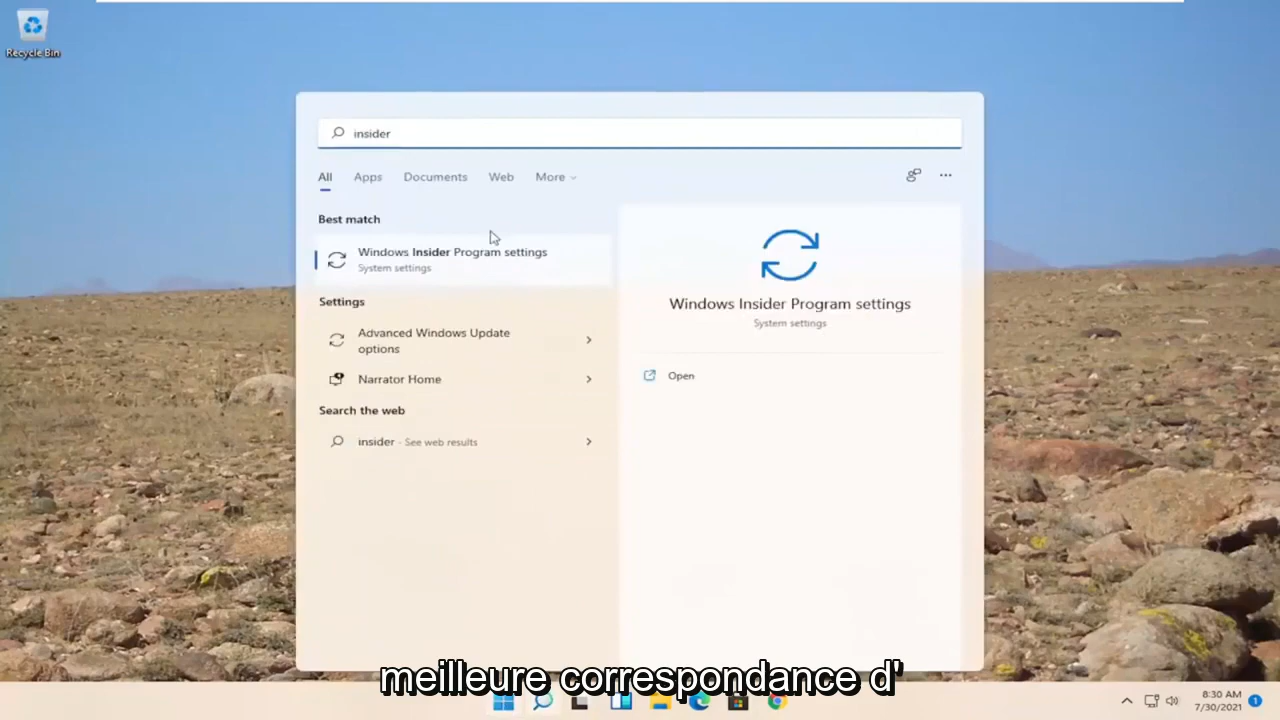 Recycle Bin
insider
All Apps Documents Web More
Best match
Windows Insider Program settings
System settings
Settings
Advanced Windows Update
options
Narrator Home
Search the web
insider - See web results
Windows Insider Program settings
System settings
Open
meilleure correspondance d'
8:30 AM
7/30/2021
1